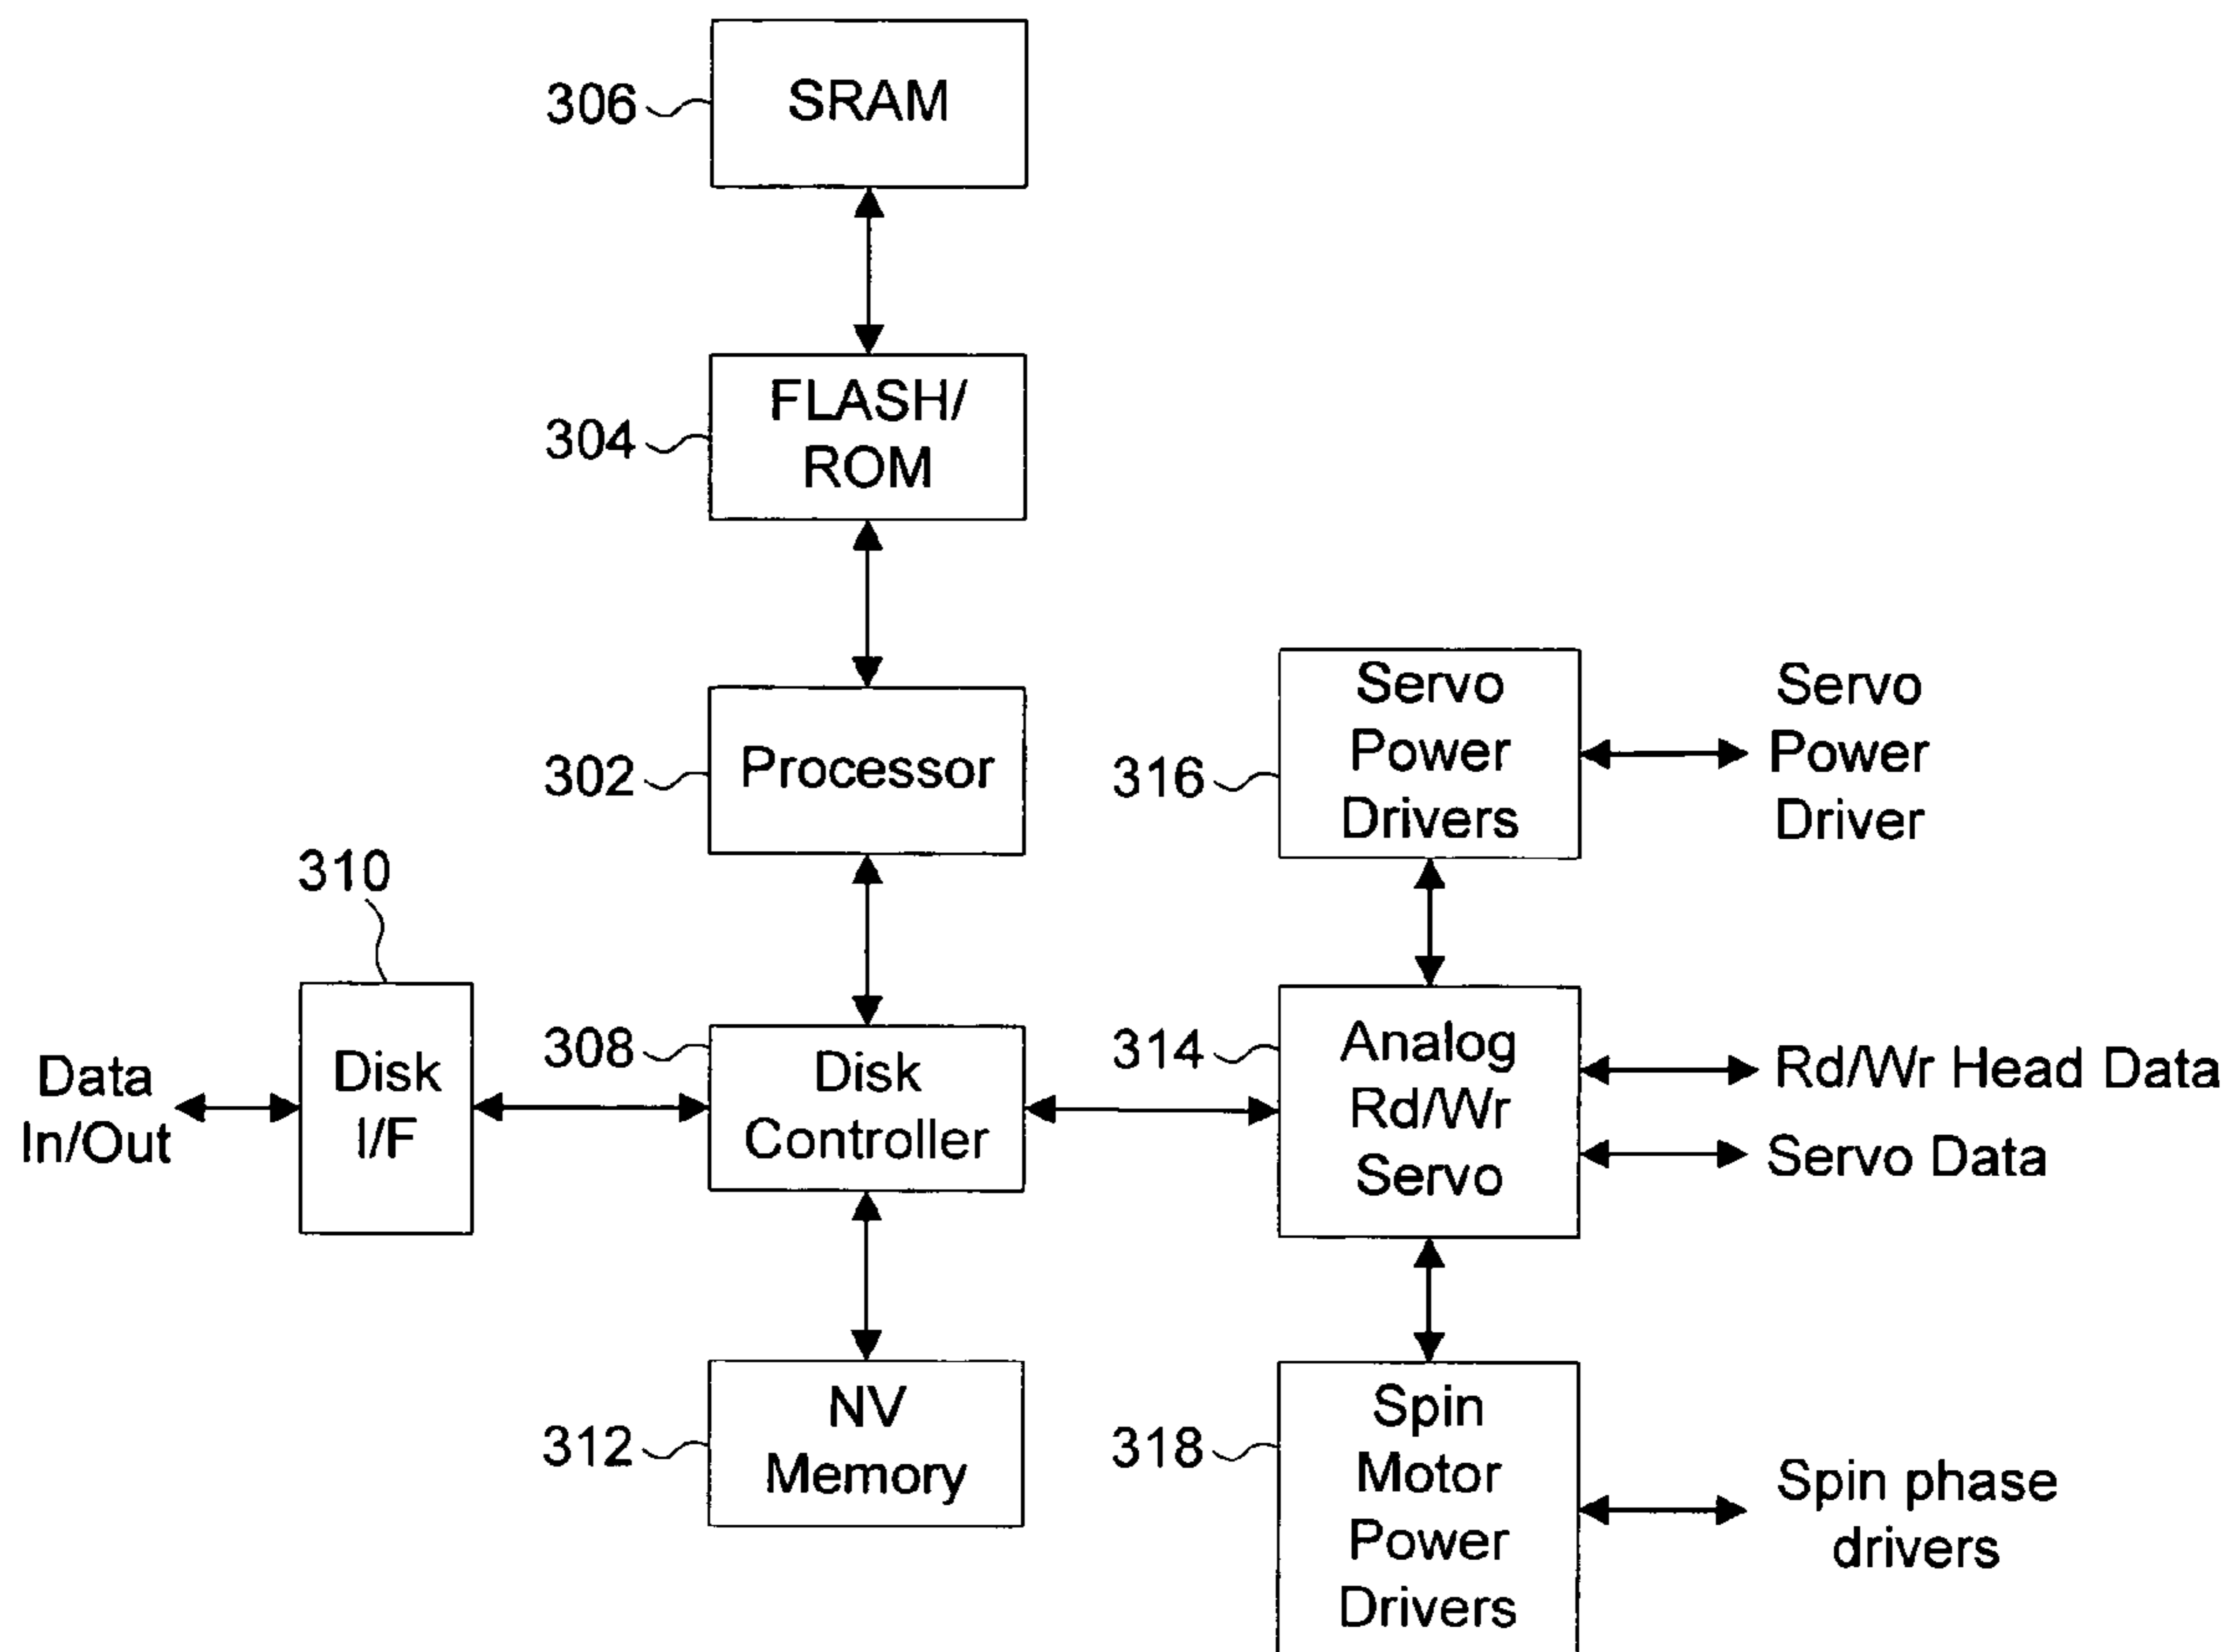 306
SRAM
304
FLASH/
ROM
302
Processor
316
Servo
Power
Drivers
Servo
Power
Driver
310
Data
In/Out
Disk
I/F
308
Disk
Controller
314
Analog
Rd/Wr
Servo
Rd/Wr Head Data
Servo Data
312
NV
Memory
318
Spin
Motor
Power
Drivers
Spin phase
drivers